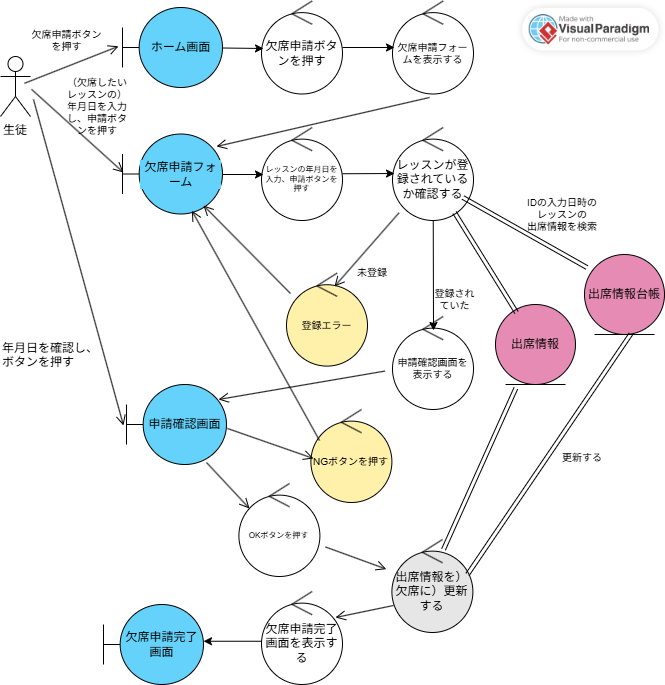 Made with
VisualParadigm
For non-commercial use
欠席申請ボタン
を押す
ホーム画面
欠席申請ボタ
ンを押す
欠席申請フォー
ムを表示する
（欠席したい
レッスンの）
年月日を入力
し、申請ボタ
ンを押す
生徒
欠席申請フォ
ーム
レッスンの年月日を
入力、申請ボタンを
押す
レッスンが登
録されている
か確認する
IDの入力日時の
レッスンの
出席情報を検索
未登録
登録され
ていた
出席情報台帳
登録エラー
出席情報
年月日を確認し、
ボタンを押す
申請確認画面を
表示する
申請確認画面
NGボタンを押す
更新する
OKボタンを押す
出席情報を）
欠席に）更新
する
欠席申請完了
画面
欠席申請完了
画面を表示す
る